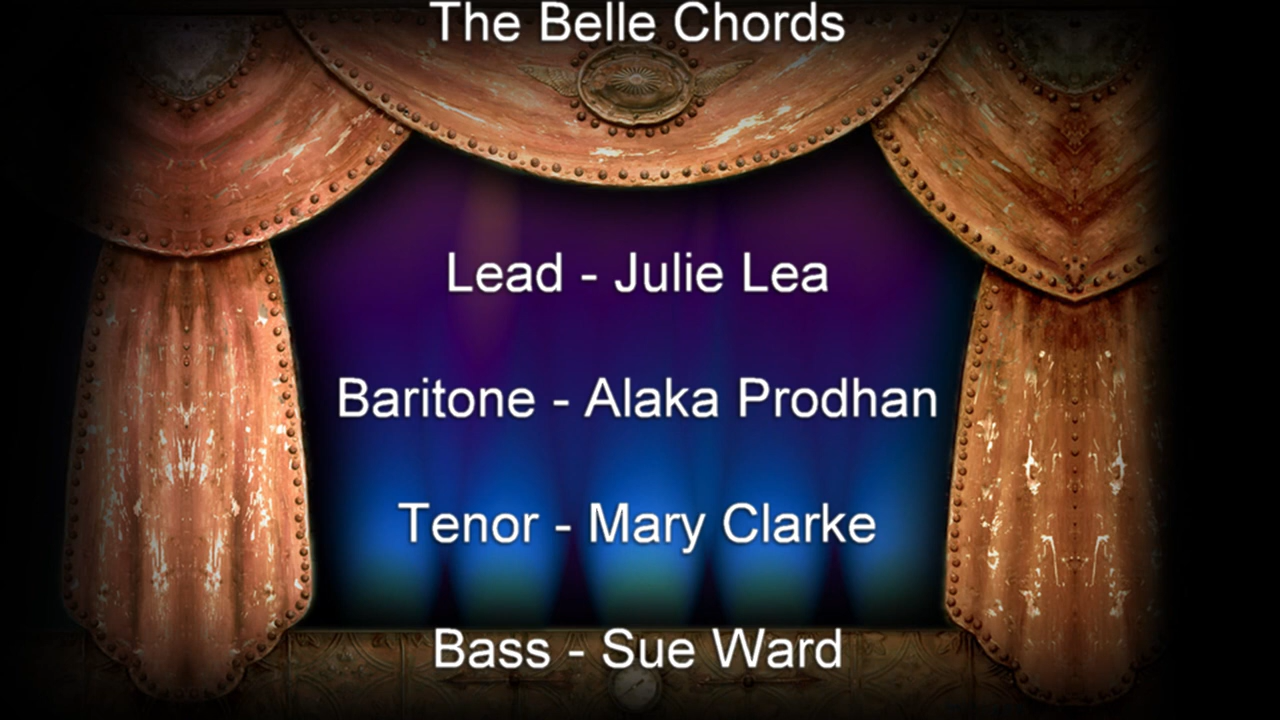 The Belle Chords
Lead - Julie Lea
Baritone - Alaka Prodhan
Tenor - Mary Clarke
Bass - Sue Ward